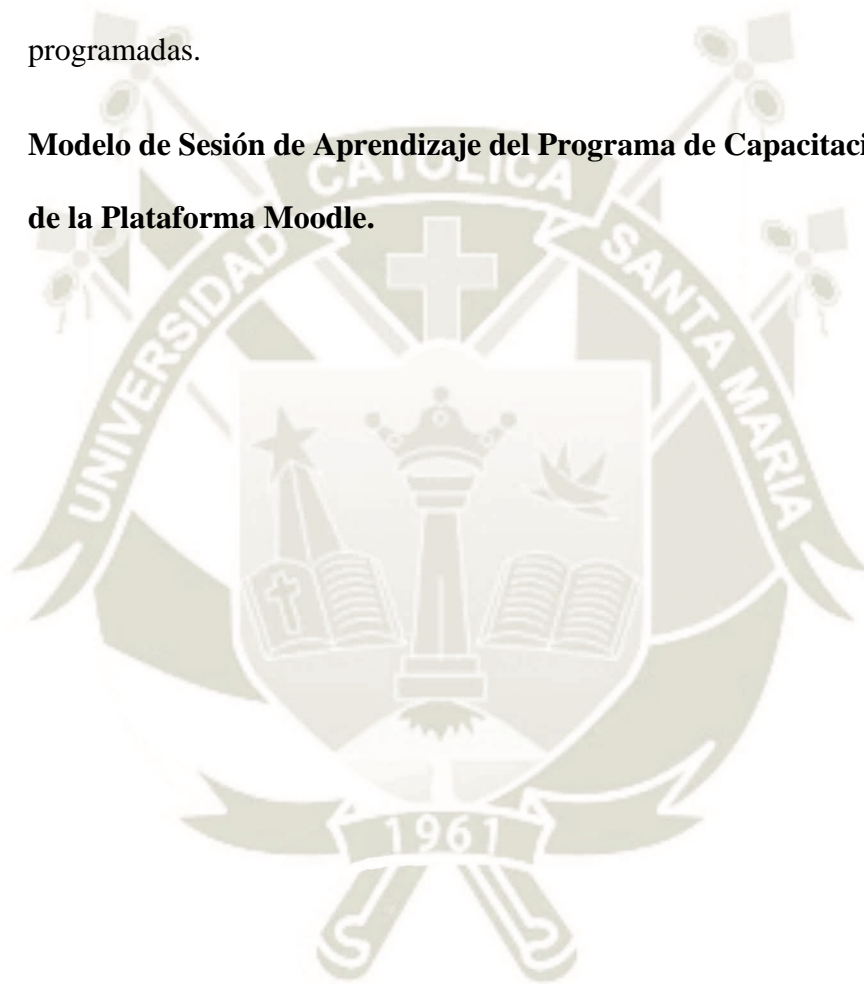 programadas.
Modelo de Sesión de Aprendizaje del Programa de Capacitaci
de la Plataforma Moodle.
UNIVERSIDAD CATOLICA SANTA MARIA
1961